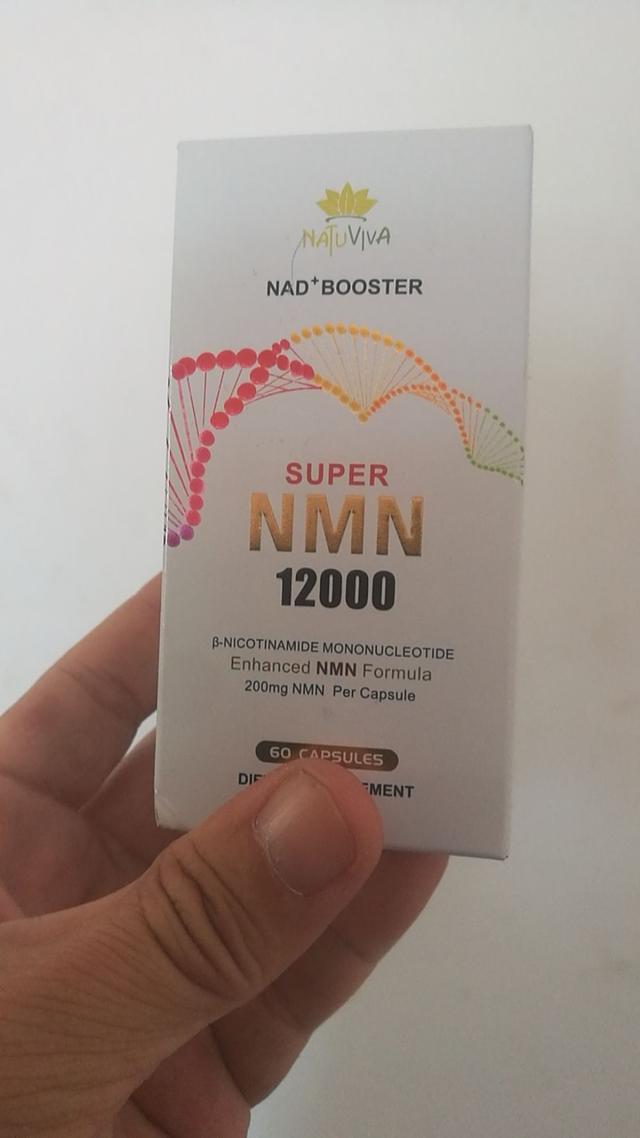 NATUVIVA
NAD⁺BOOSTER
SUPER
NMN
12000
β-NICOTINAMIDE MONONUCLEOTIDE
Enhanced NMN Formula
200mg NMN Per Capsule
60 CAPSULES